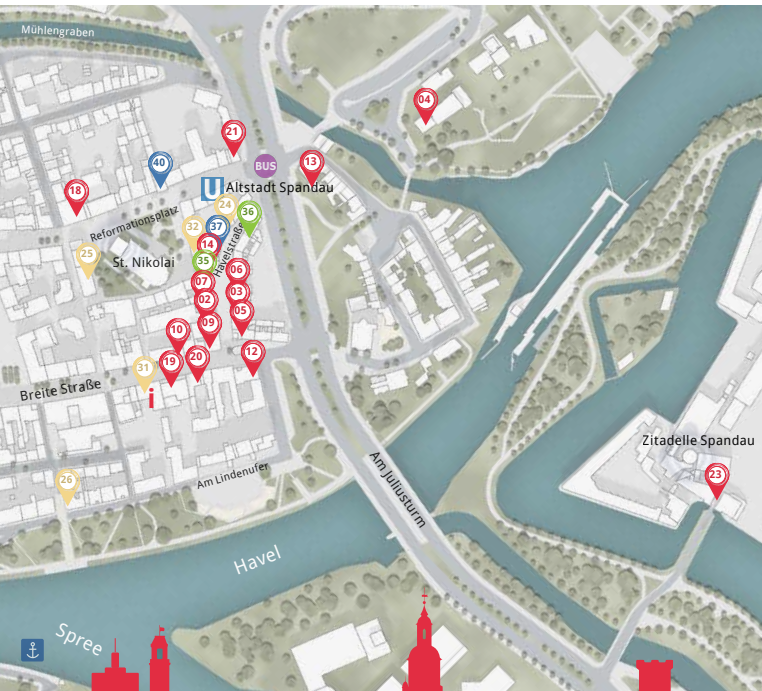 Mühlengraben
04
21
BUS
13
40
18
U
Altstadt Spandau
24
36
Reformationsplatz
32
37
Havelstraße
14
25
St. Nikolai
35
06
07
03
02
05
09
10
12
20
19
31
Breite Straße
i
Zitadelle Spandau
23
26
Am Lindenufer
Am Juliusturm
Havel
Spree